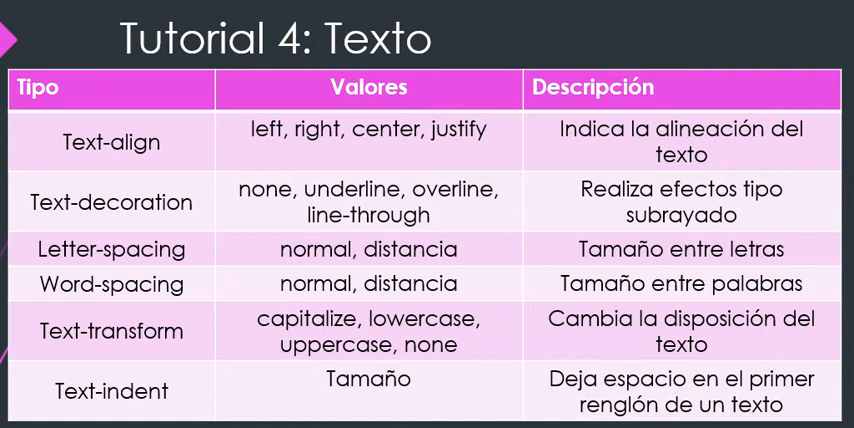 Tutorial 4: Texto
Tipo Valores Descripción
Text-align left, right, center, justify Indica la alineación del
texto
Text-decoration none, underline, overline,
line-through Realiza efectos tipo
subrayado
Letter-spacing normal, distancia Tamaño entre letras
Word-spacing normal, distancia Tamaño entre palabras
Text-transform capitalize, lowercase,
uppercase, none Cambia la disposición del
texto
Text-indent Tamaño Deja espacio en el primer
renglón de un texto